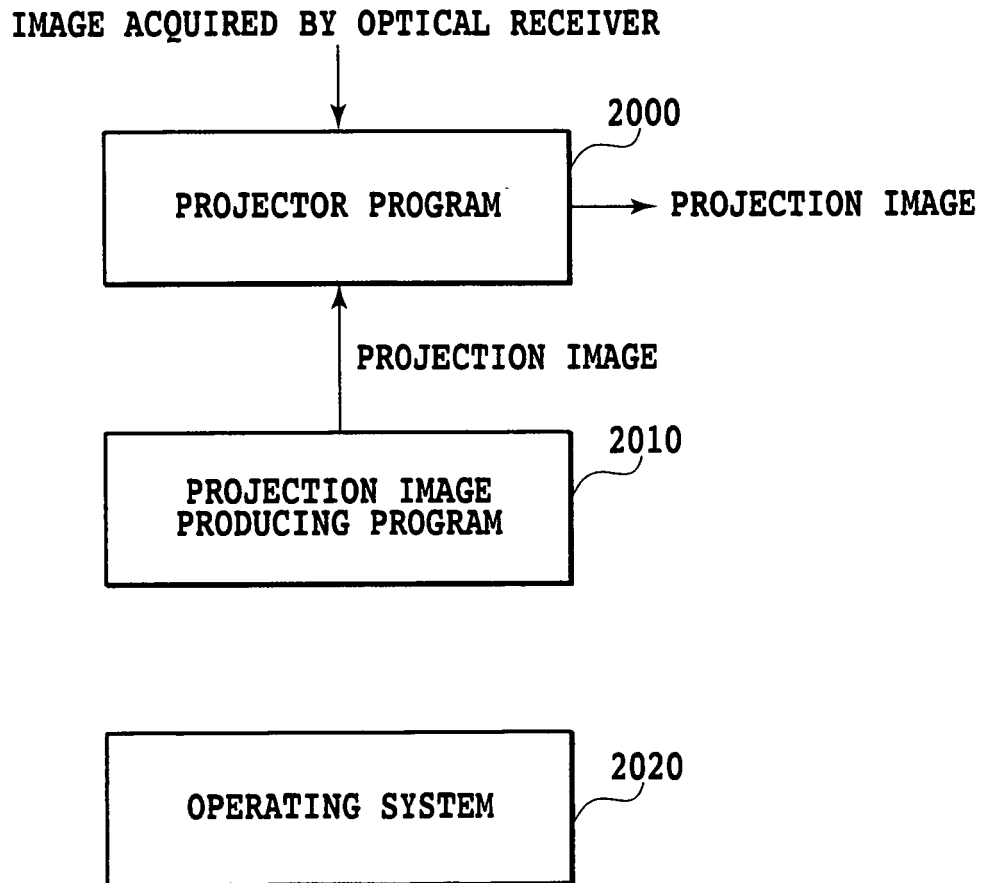 IMAGE ACQUIRED BY OPTICAL RECEIVER
2000
PROJECTOR PROGRAM
PROJECTION IMAGE
PROJECTION IMAGE
2010
PROJECTION IMAGE
PRODUCING PROGRAM
2020
OPERATING SYSTEM